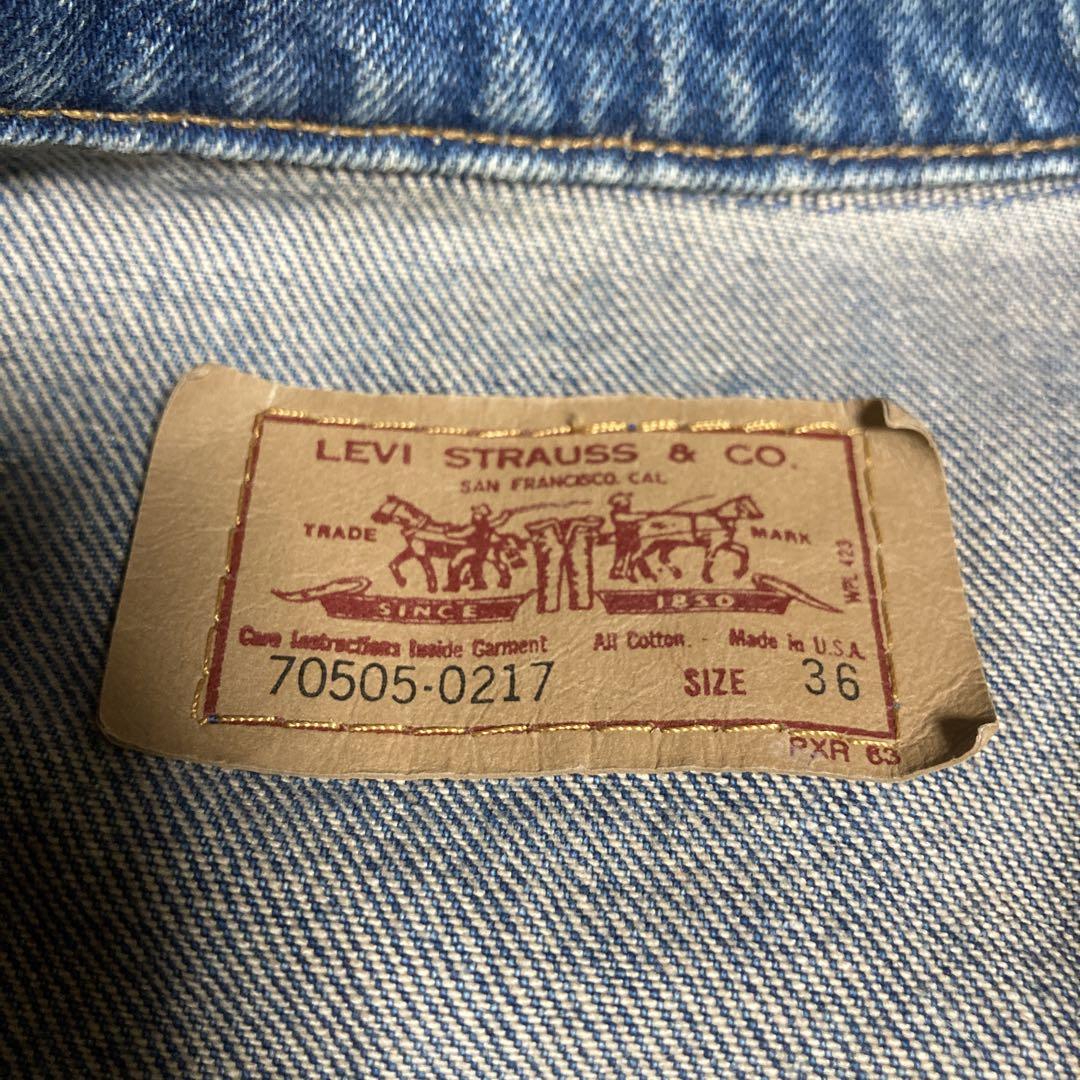 LEVI STRAUSS & CO.
SAN FRANCISCO, CAL
TRADE MARK
WPL 423
SINCE 1850
Care Instructions Inside Garment All Cotton. - Made in U.S.A.
70505-0217 SIZE 36
PXR 63